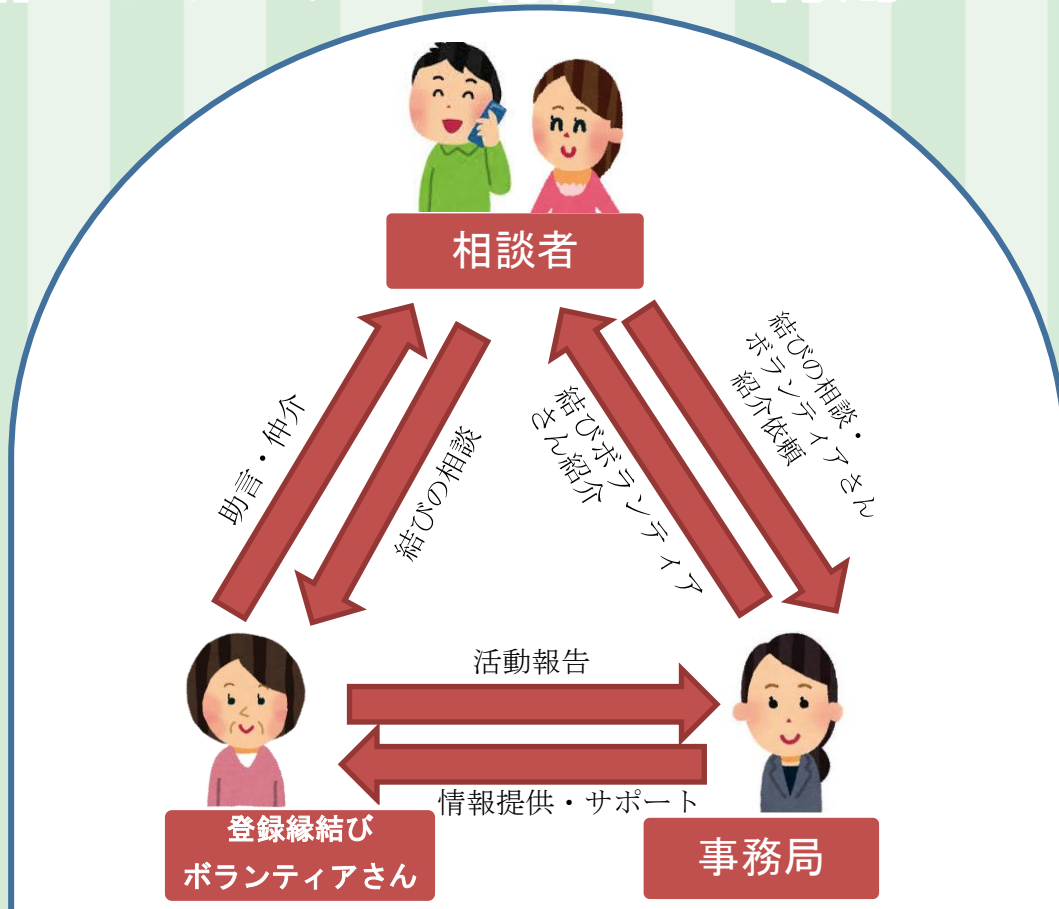 相談者
助言・仲介
結びの相談
結びボランティア
さん紹介
結びの相談・
ボランティアさん
紹介依頼
活動報告
情報提供・サポート
登録縁結び
ボランティアさん
事務局